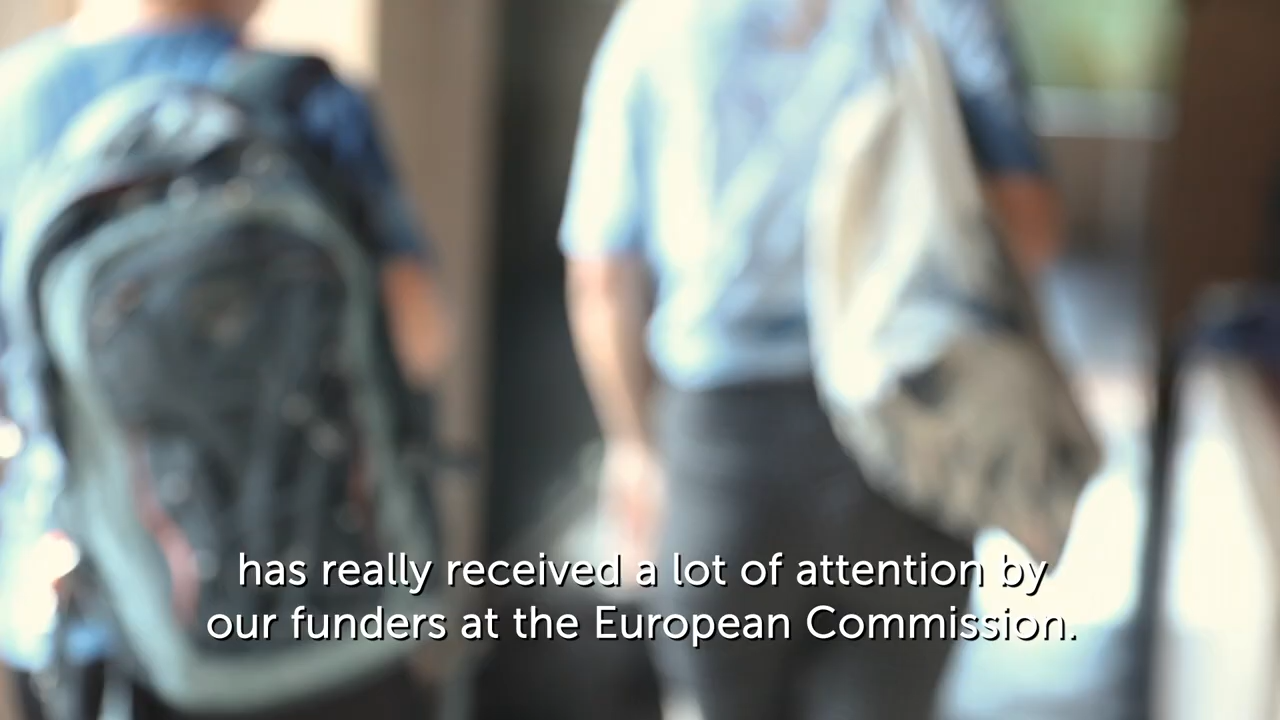 has really received a lot of attention by
our funders at the European Commission.